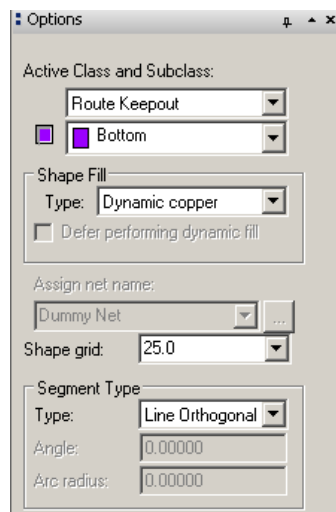 Options
Active Class and Subclass:
Route Keepout
Bottom
Shape Fill
Type: Dynamic copper
Defer performing dynamic fill
Assign net name:
Dummy Net ...
Shape grid: 25.0
Segment Type
Type: Line Orthogonal
Angle: 0.00000
Arc radius: 0.00000